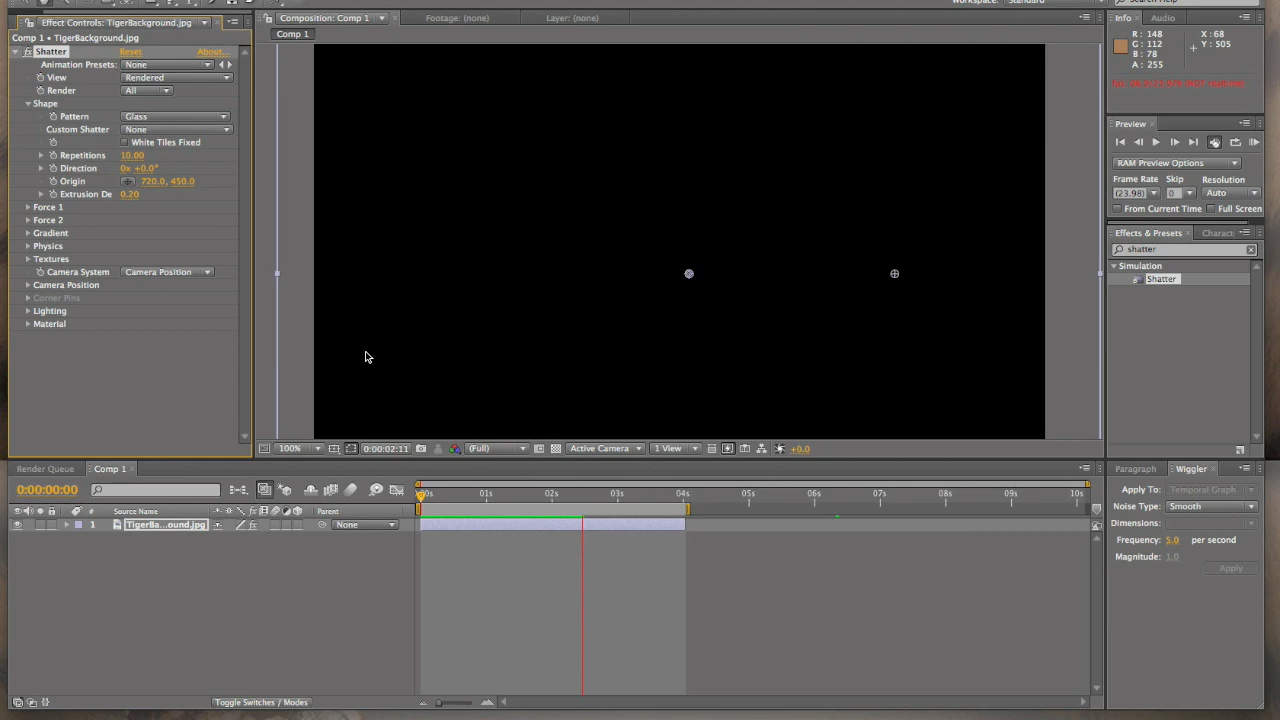 Workspace: Standard
Search Help
Effect Controls: TigerBackground.jpg
Composition: Comp 1
Footage: (none)
Layer: (none)
Info
Audio
Comp 1 • TigerBackground.jpg
Comp 1
R: 148
G: 112
B: 78
A: 255
X: 68
Y: 505
fx Shatter Reset About...
Animation Presets: None
View Rendered
Render All
Shape
Pattern Glass
Custom Shatter None
White Tiles Fixed
Repetitions 10.00
Direction 0x +0.0°
Origin 720.0, 450.0
Extrusion De 0.20
Force 1
Force 2
Gradient
Physics
Textures
Camera System Camera Position
Camera Position
Corner Pins
Lighting
Material
Preview
RAM Preview Options
Frame Rate Skip Resolution
(23.98) 0 Auto
From Current Time Full Screen
Effects & Presets
Charact
shatter
Simulation
Shatter
100% 0:00:02:11 (Full) Active Camera 1 View +0.0
Render Queue
Comp 1
0:00:00:00
# Source Name Parent
1 TigerBa...ound.jpg fx None
:00s 01s 02s 03s 04s 05s 06s 07s 08s 09s 10s
Toggle Switches / Modes
Paragraph
Wiggler
Apply To: Temporal Graph
Noise Type: Smooth
Dimensions:
Frequency: 5.0 per second
Magnitude: 1.0
Apply